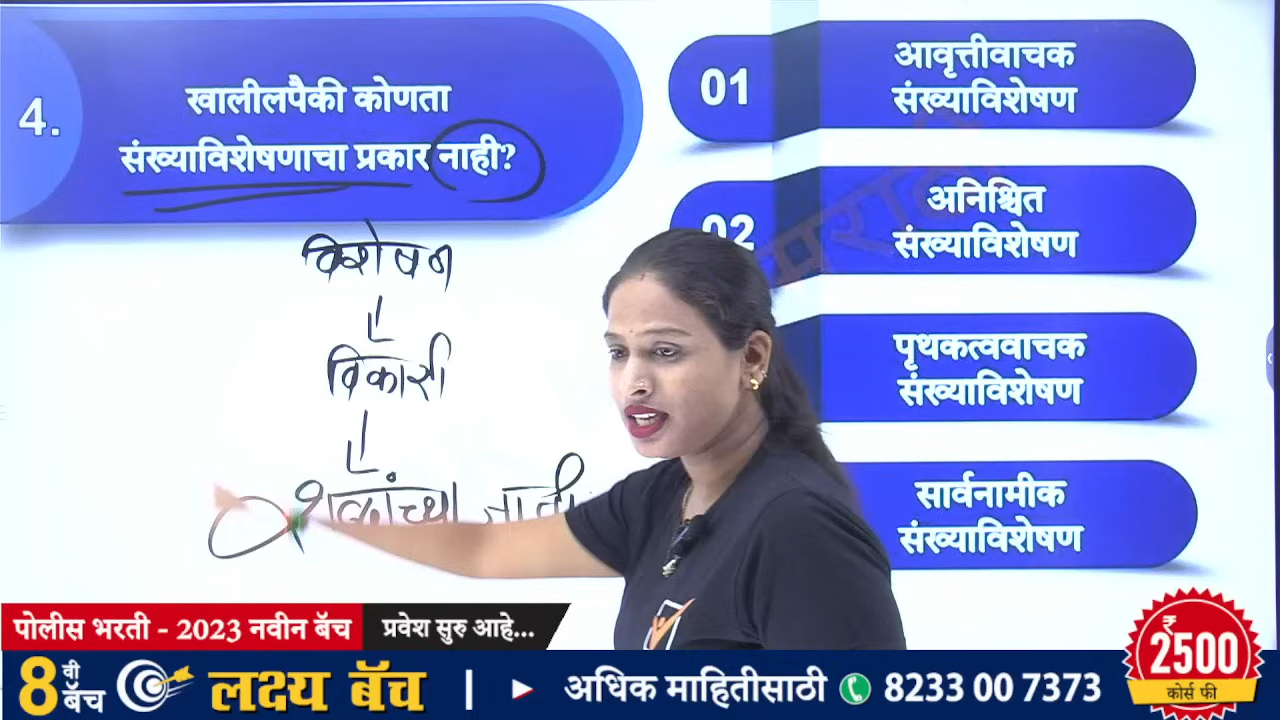 4.
खालीलपैकी कोणता
संख्याविशेषणाचा प्रकार नाही?
01
आवृत्तीवाचक
संख्याविशेषण
02
अनिश्चित
संख्याविशेषण
पृथकत्ववाचक
संख्याविशेषण
सार्वनामीक
संख्याविशेषण
विशेषण
विकारी
शब्दांच्या जाती
पोलीस भरती - 2023 नवीन बॅच
प्रवेश सुरु आहे...
8 वी बॅच
लक्ष्य बॅच
अधिक माहितीसाठी
8233 00 7373
₹
2500
कोर्स फी